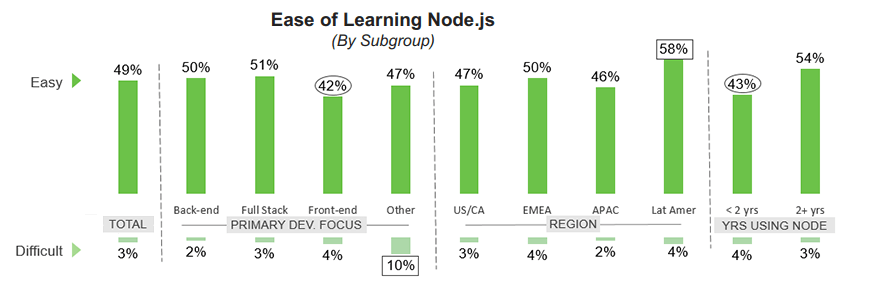 Ease of Learning Node.js
(By Subgroup)
Easy
49% 50% 51% 42% 47% 47% 50% 46% 58% 43% 54%
Back-end Full Stack Front-end Other US/CA EMEA APAC Lat Amer < 2 yrs 2+ yrs
TOTAL PRIMARY DEV. FOCUS REGION YRS USING NODE
Difficult
3% 2% 3% 4% 10% 3% 4% 2% 4% 4% 3%